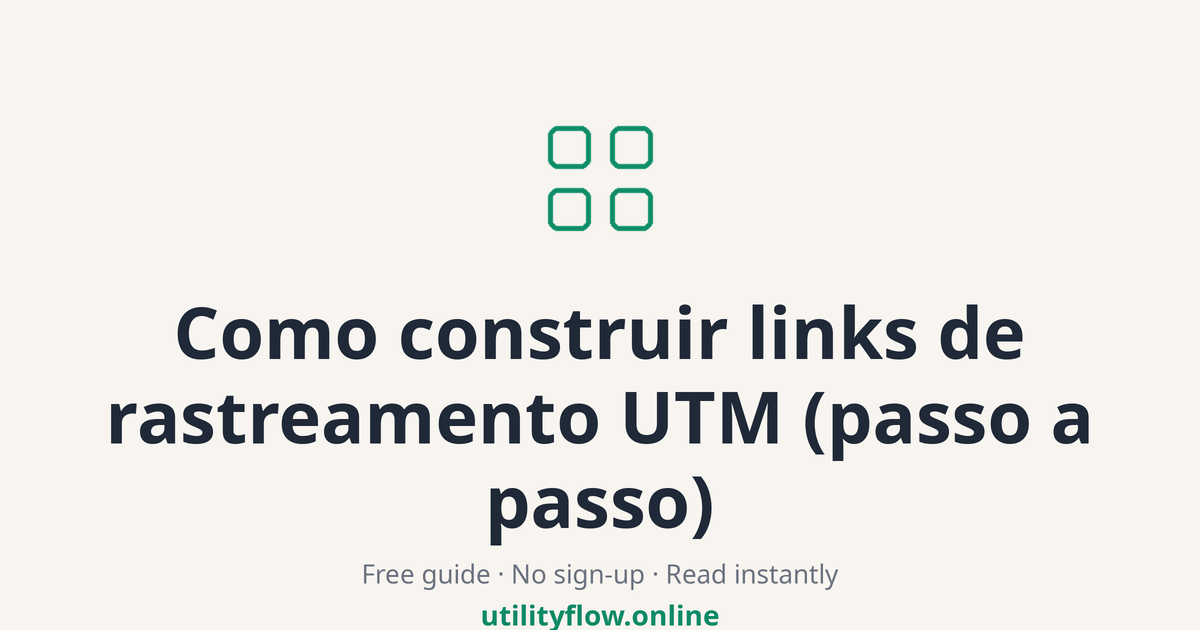 Como construir links de
rastreamento UTM (passo a
passo)
Free guide · No sign-up · Read instantly
utilityflow.online